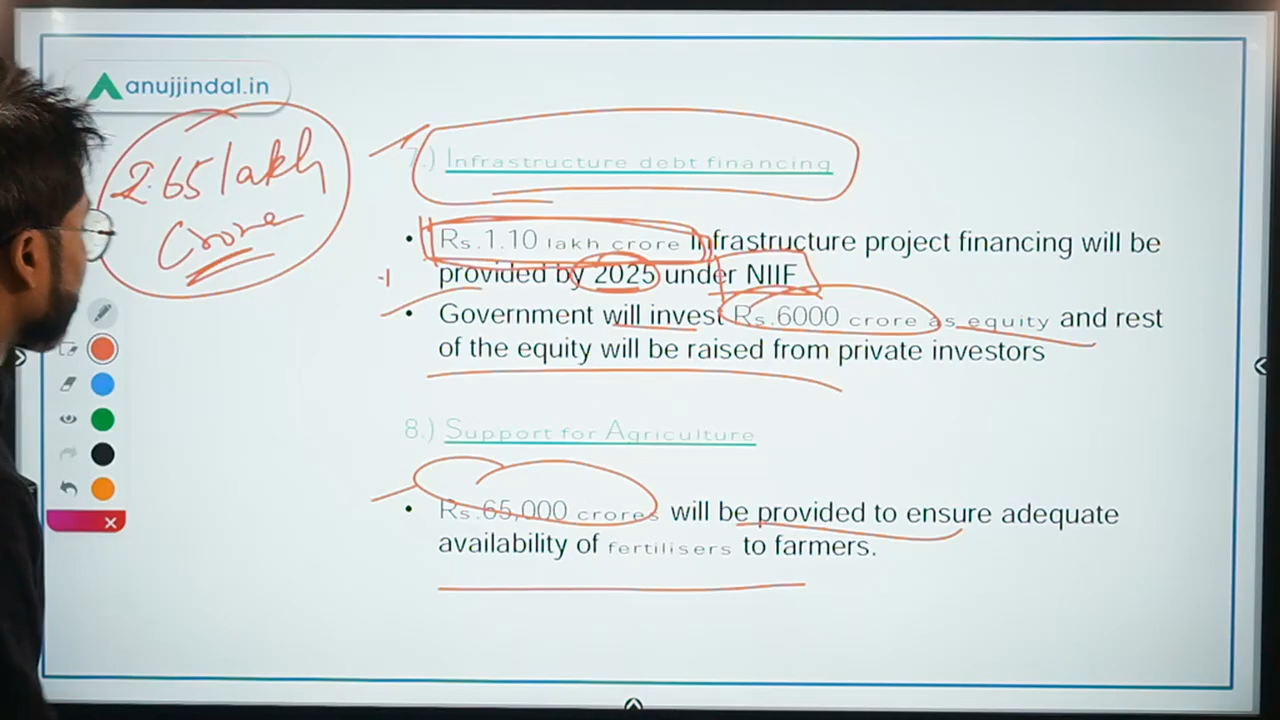 anujjindal.in
2.65 lakh
Crore
7.) Infrastructure debt financing
• Rs.1.10 lakh crore infrastructure project financing will be
provided by 2025 under NIIF
• Government will invest Rs.6000 crore as equity and rest
of the equity will be raised from private investors
8.) Support for Agriculture
• Rs.65,000 crores will be provided to ensure adequate
availability of fertilisers to farmers.